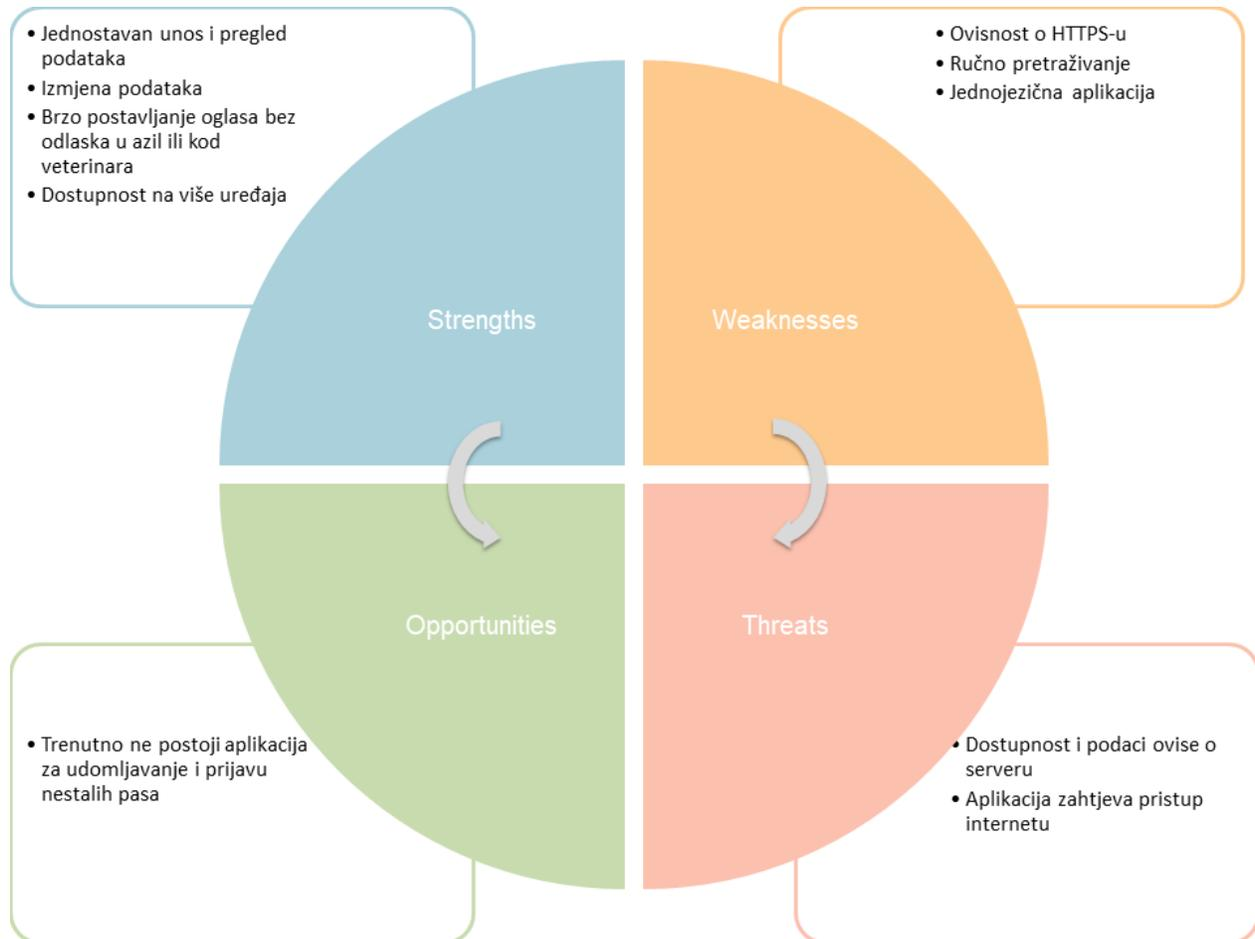 • Jednostavan unos i pregled
podataka
• Izmjena podataka
• Brzo postavljanje oglasa bez
odlaska u azil ili kod
veterinara
• Dostupnost na više uređaja
• Ovisnost o HTTPS-u
• Ručno pretraživanje
• Jednojezična aplikacija
Strengths
Weaknesses
Opportunities
Threats
• Trenutno ne postoji aplikacija
za udomljavanje i prijavu
nestalih pasa
• Dostupnost i podaci ovise o
serveru
• Aplikacija zahtjeva pristup
internetu